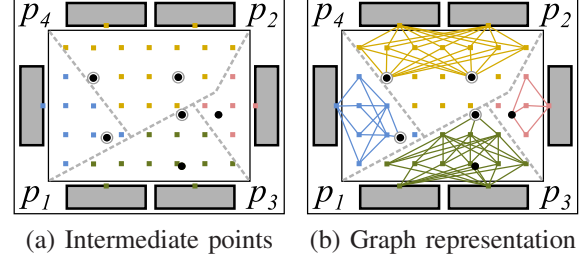 p4 p2 p4 p2
p1 p3 p1 p3
(a) Intermediate points (b) Graph representation